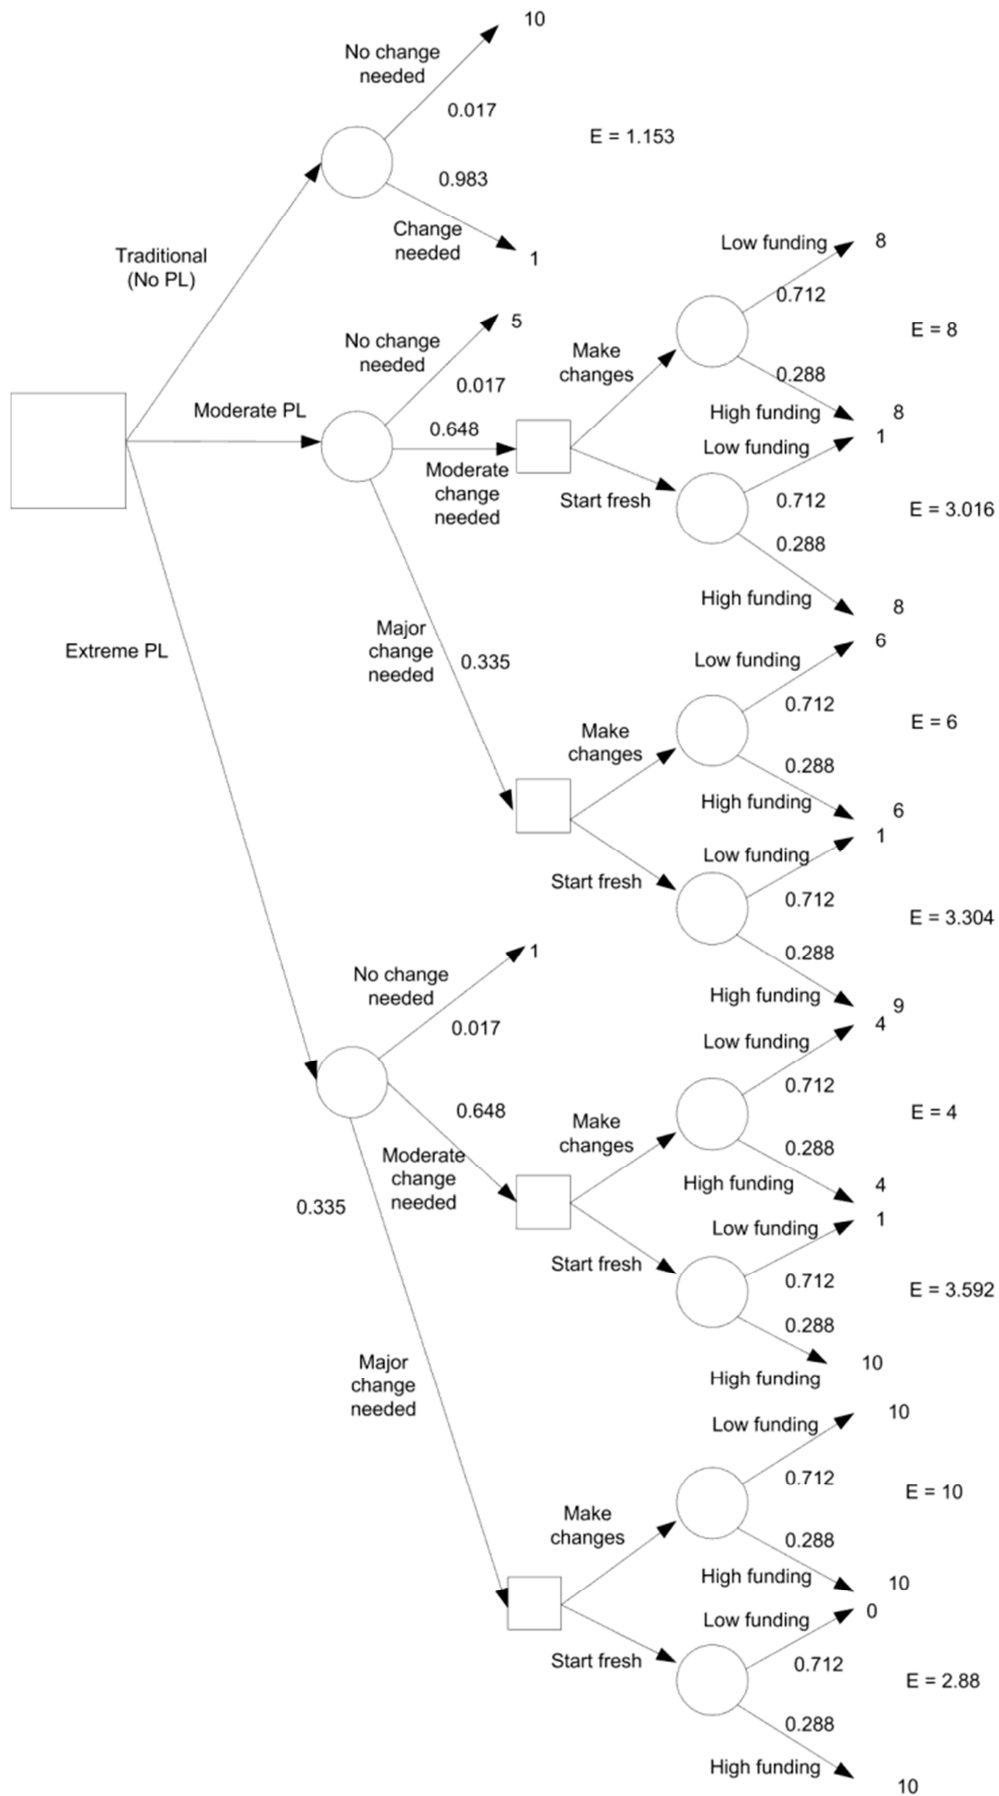 10
No change
needed
0.017
E = 1.153
0.983
Change
needed
1
Traditional
(No PL)
Low funding
8
0.712
E = 8
5
No change
needed
0.017
Make
changes
0.288
Moderate PL
0.648
High funding
8
Low funding
1
Moderate
change
needed
Start fresh
0.712
E = 3.016
0.288
High funding
8
Extreme PL
Major
change
needed
0.335
6
Low funding
0.712
E = 6
Make
changes
0.288
High funding
6
1
Low funding
Start fresh
0.712
E = 3.304
0.288
High funding
9
1
No change
needed
0.017
4
Low funding
0.712
E = 4
0.648
Make
changes
0.288
Moderate
change
needed
High funding
4
0.335
1
Low funding
Start fresh
0.712
E = 3.592
0.288
10
High funding
Major
change
needed
10
Low funding
0.712
E = 10
Make
changes
0.288
High funding
10
0
Low funding
Start fresh
0.712
E = 2.88
0.288
High funding
10